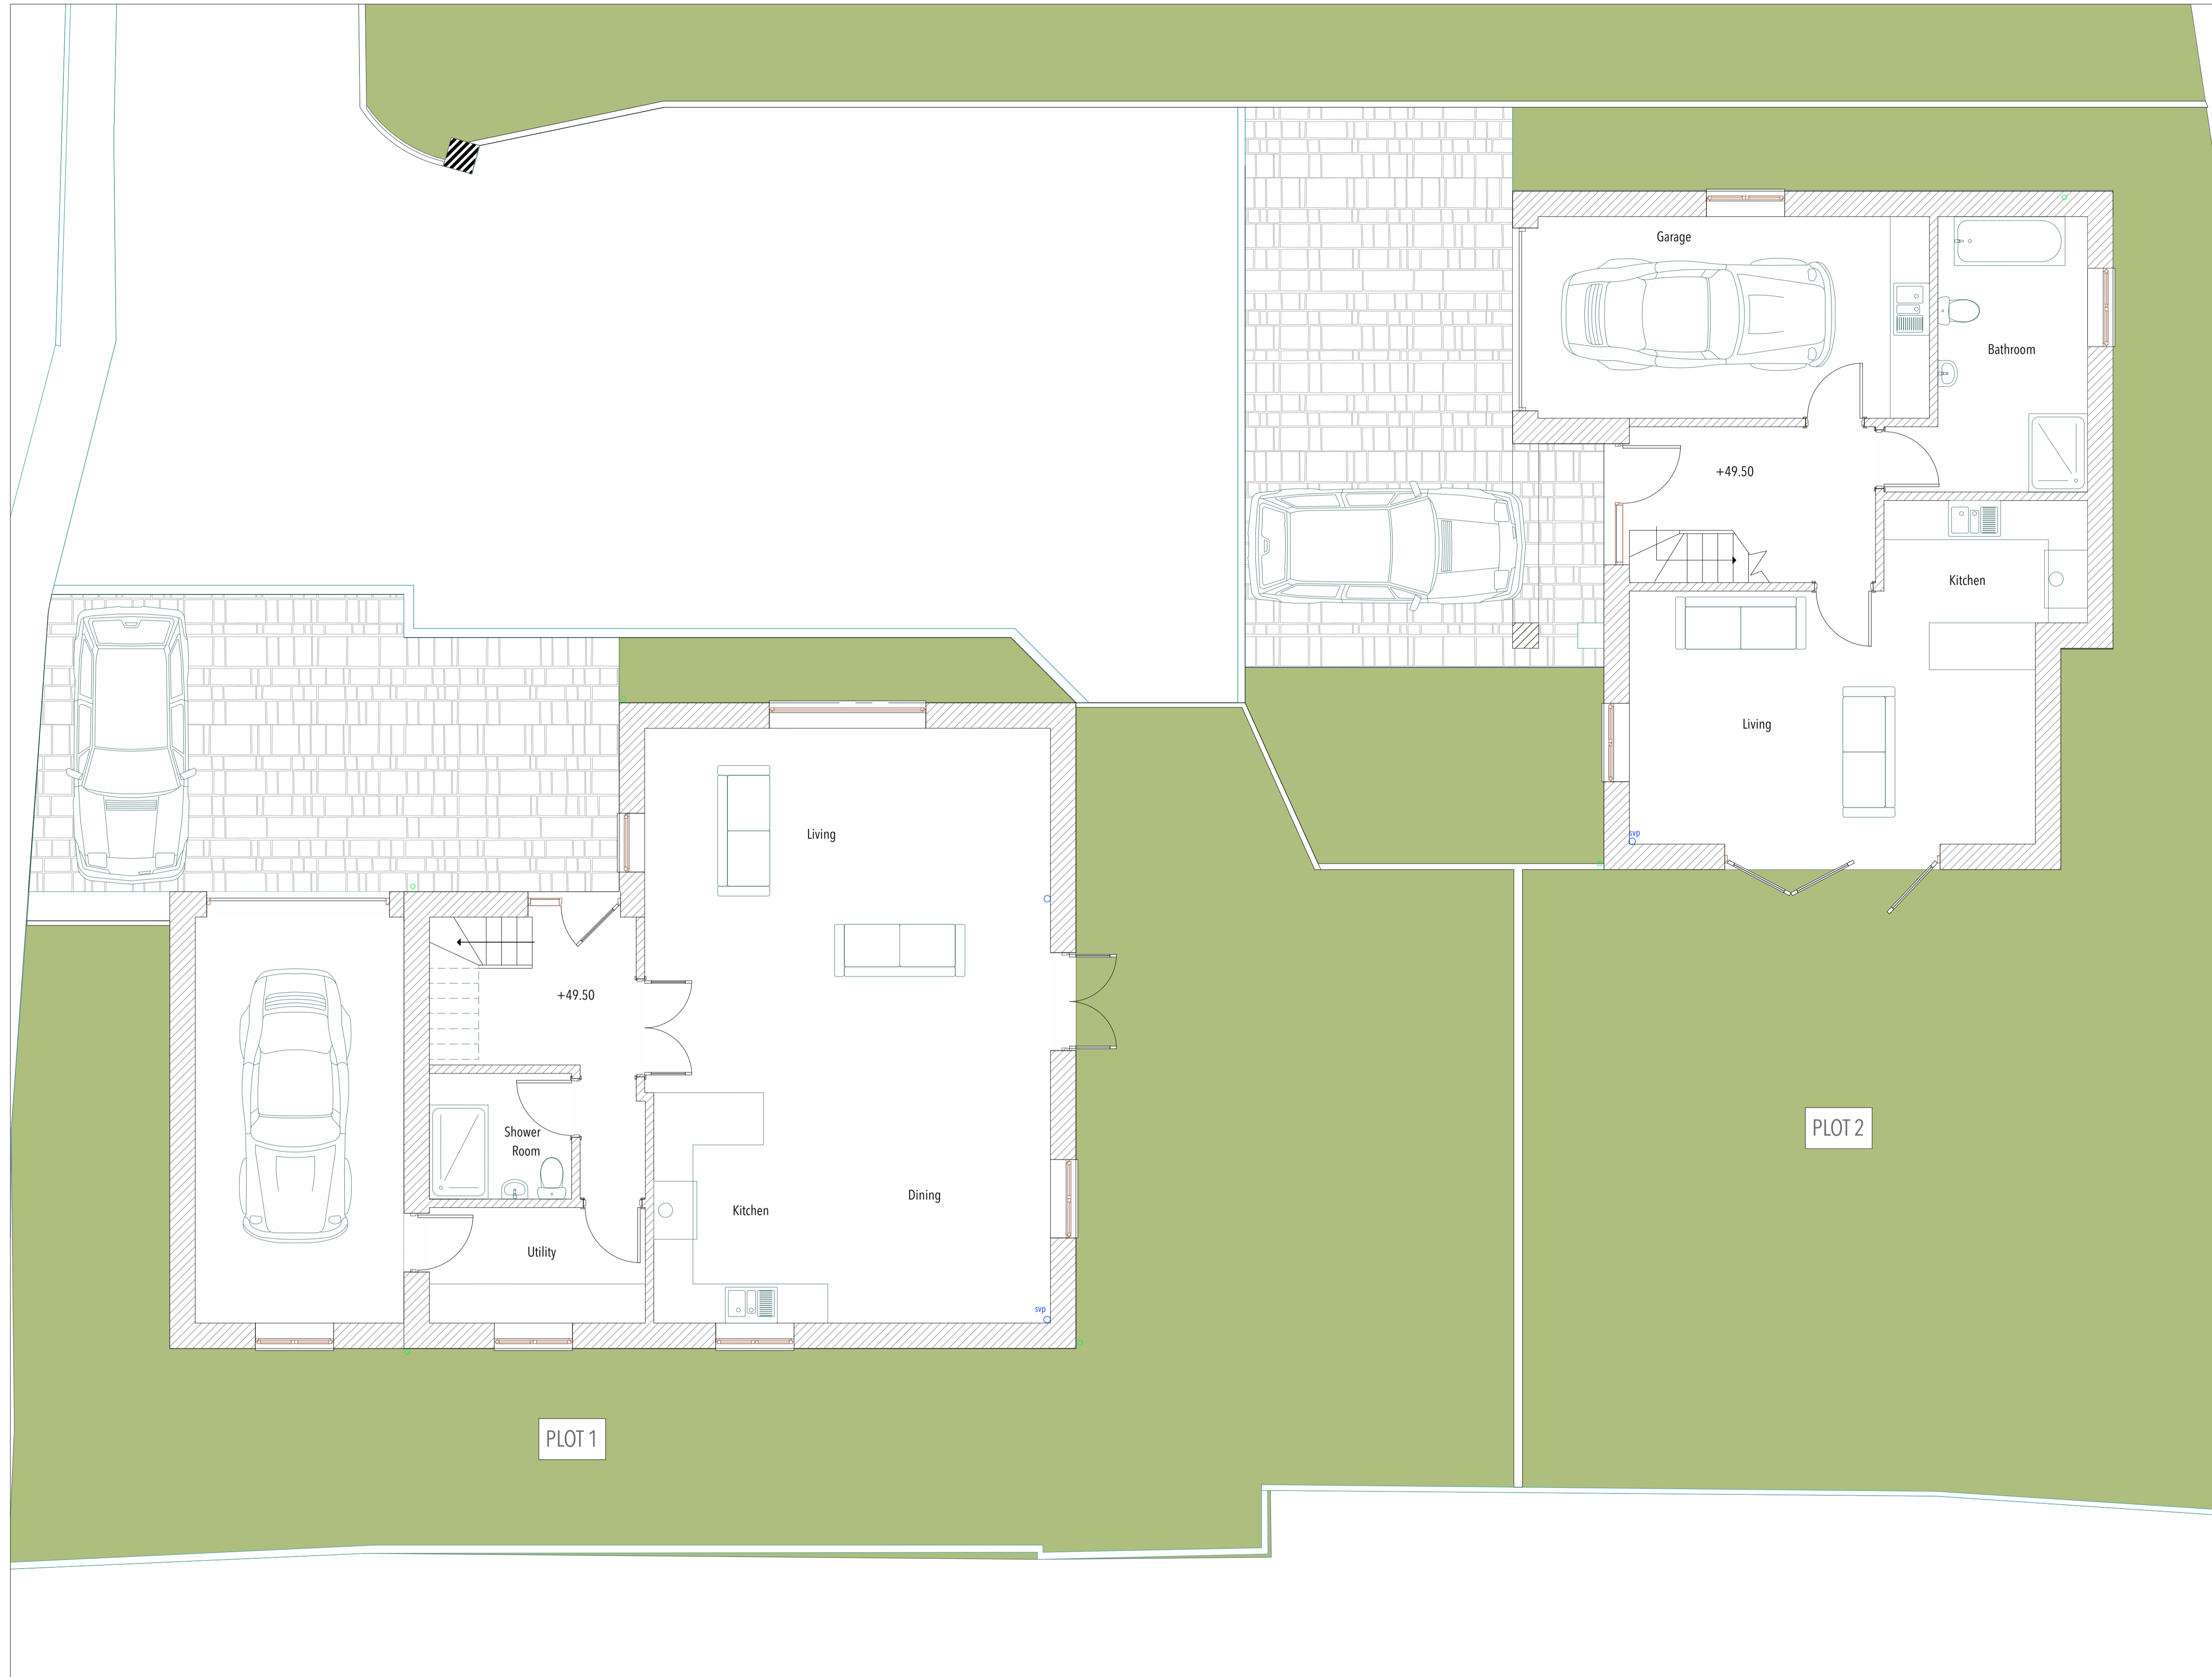 Garage
Bathroom
+49.50
Kitchen
Living
svp
PLOT 2
Living
+49.50
Shower
Room
Utility
Kitchen
Dining
svp
PLOT 1